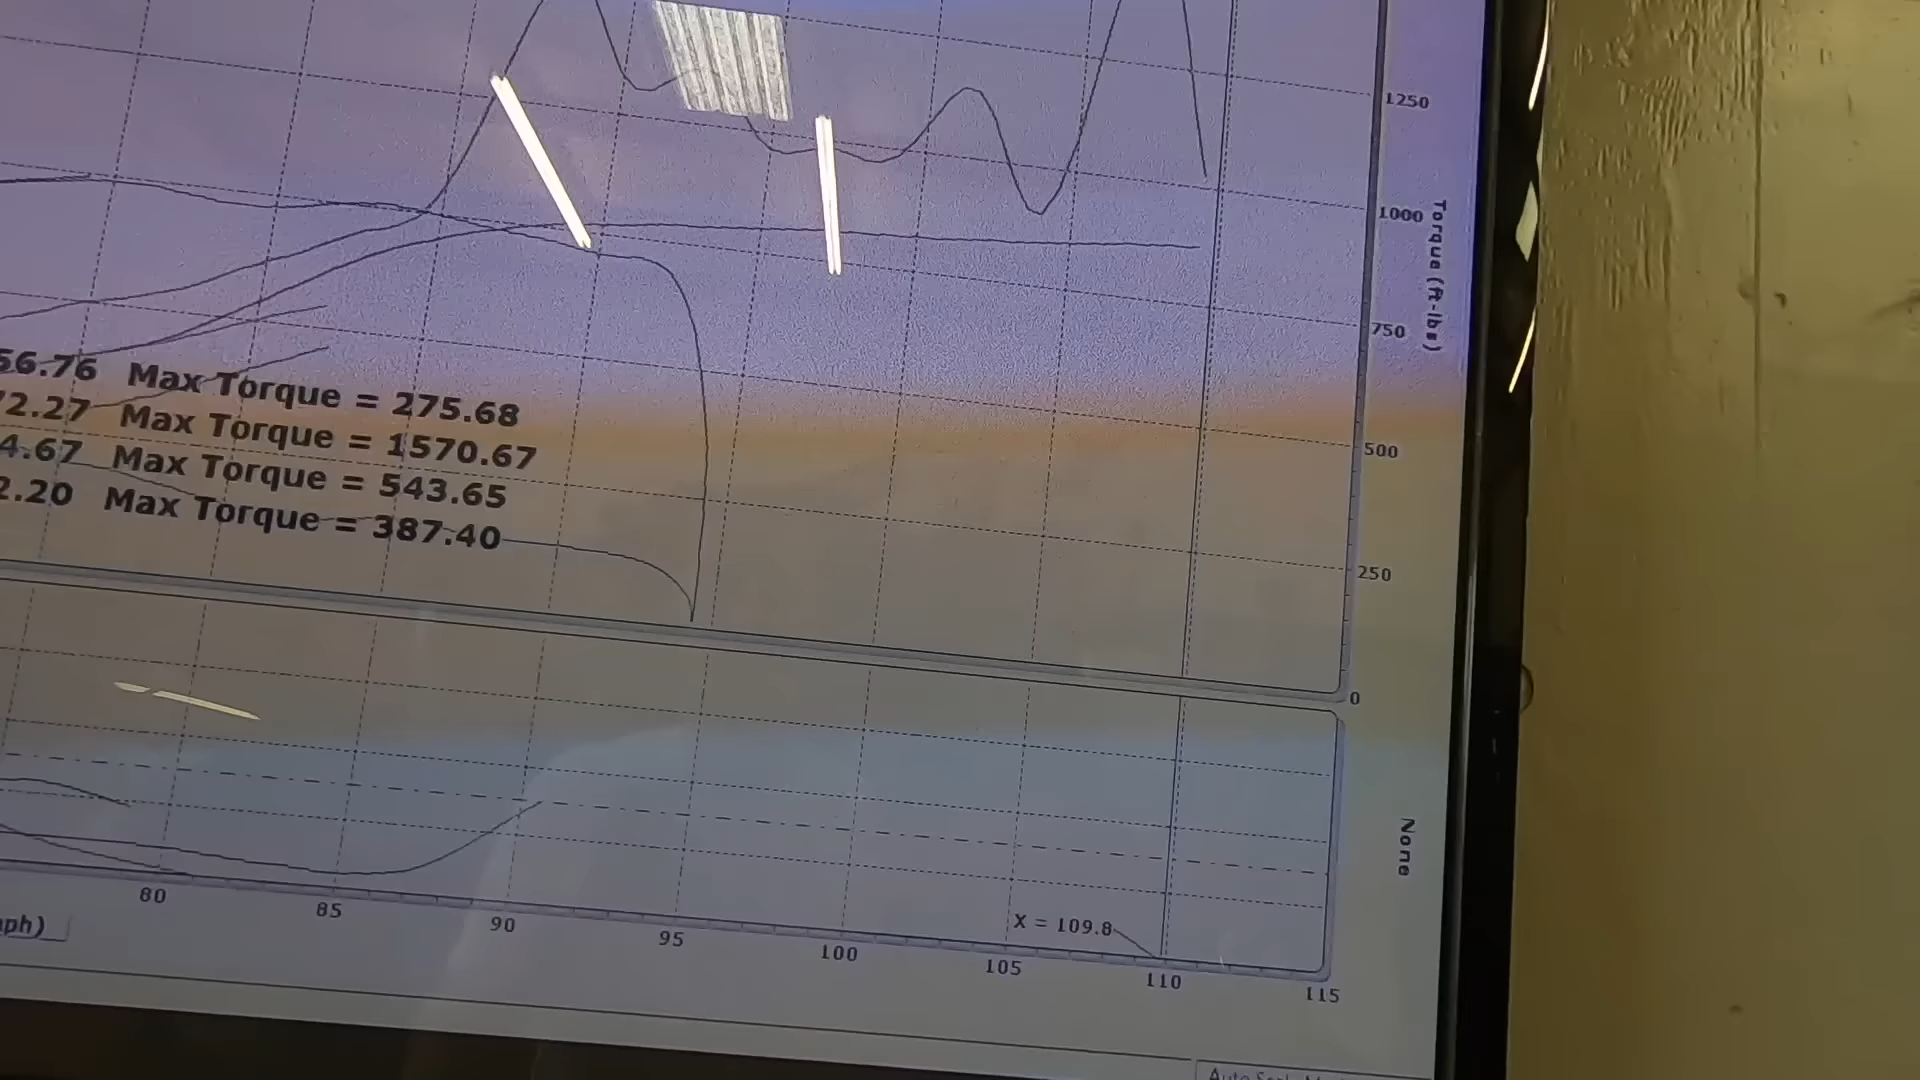 1250
1000
Torque (ft-lbs)
750
56.76 Max Torque = 275.68
72.27 Max Torque = 1570.67
4.67 Max Torque = 543.65
2.20 Max Torque = 387.40
500
250
0
None
80
85
90
95
100
105
110
115
X = 109.8
mph)